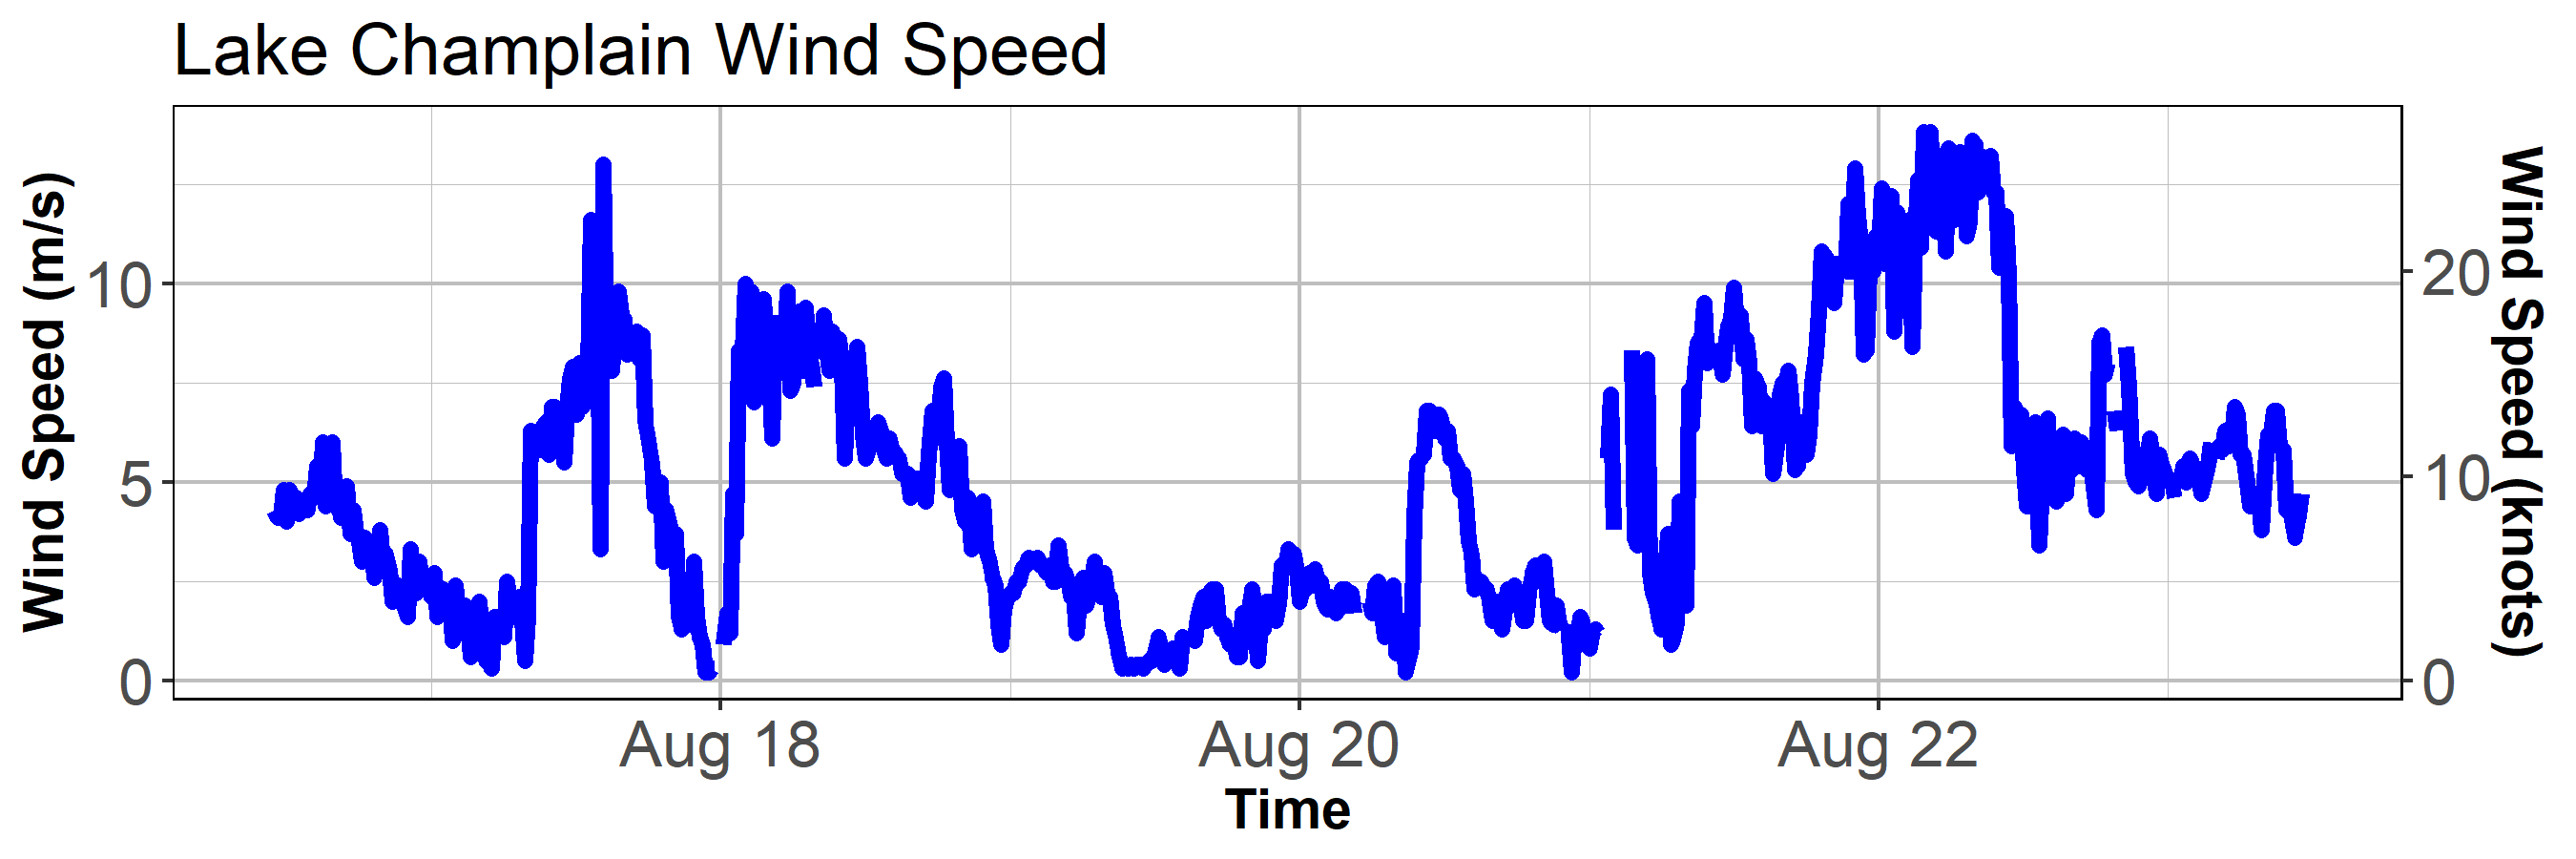 Lake Champlain Wind Speed
Wind Speed (m/s)
10
5
0
20
10
0
Wind Speed (knots)
Aug 18
Aug 20
Aug 22
Time